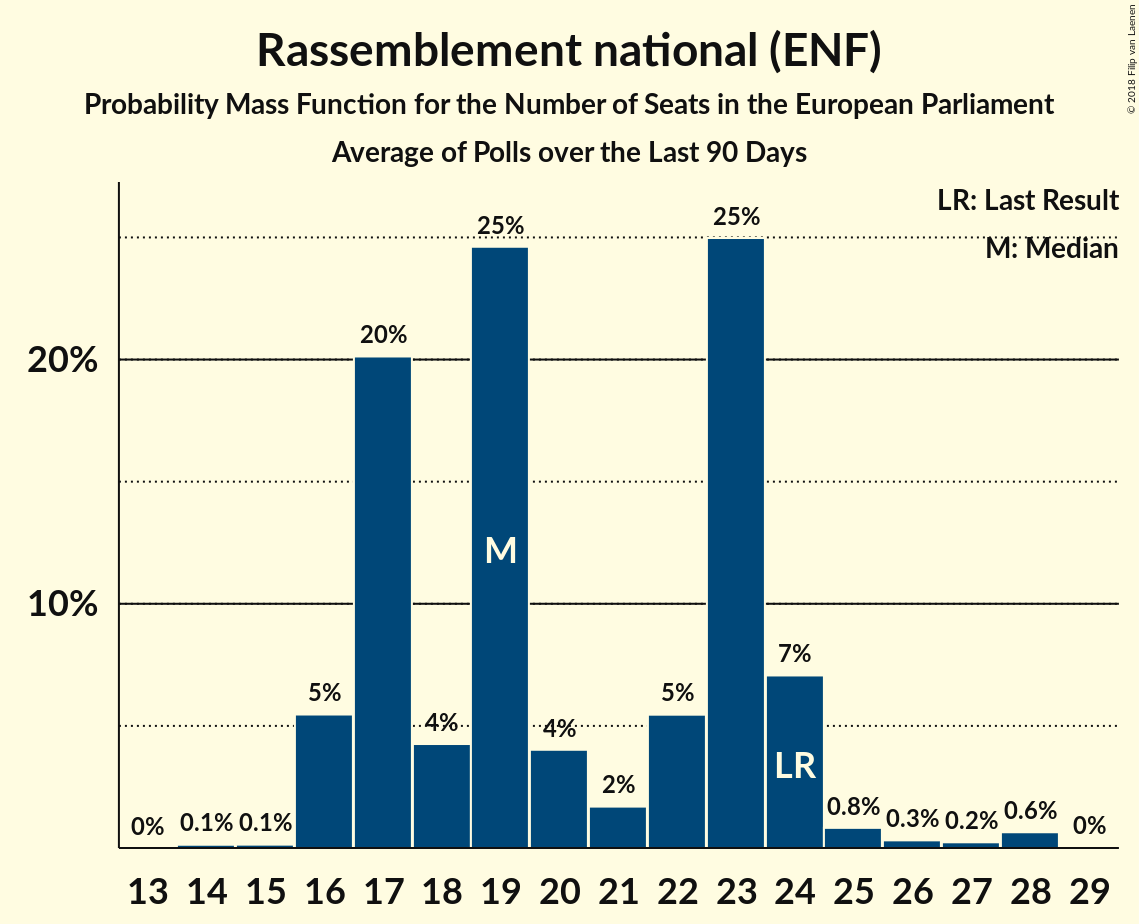 Rassemblement national (ENF)
Probability Mass Function for the Number of Seats in the European Parliament
Average of Polls over the Last 90 Days
© 2018 Filip van Laenen
LR: Last Result
M: Median
20%
10%
0%
0.1%
0.1%
5%
20%
4%
25%
4%
2%
5%
25%
7%
0.8%
0.3%
0.2%
0.6%
0%
M
LR
13 14 15 16 17 18 19 20 21 22 23 24 25 26 27 28 29